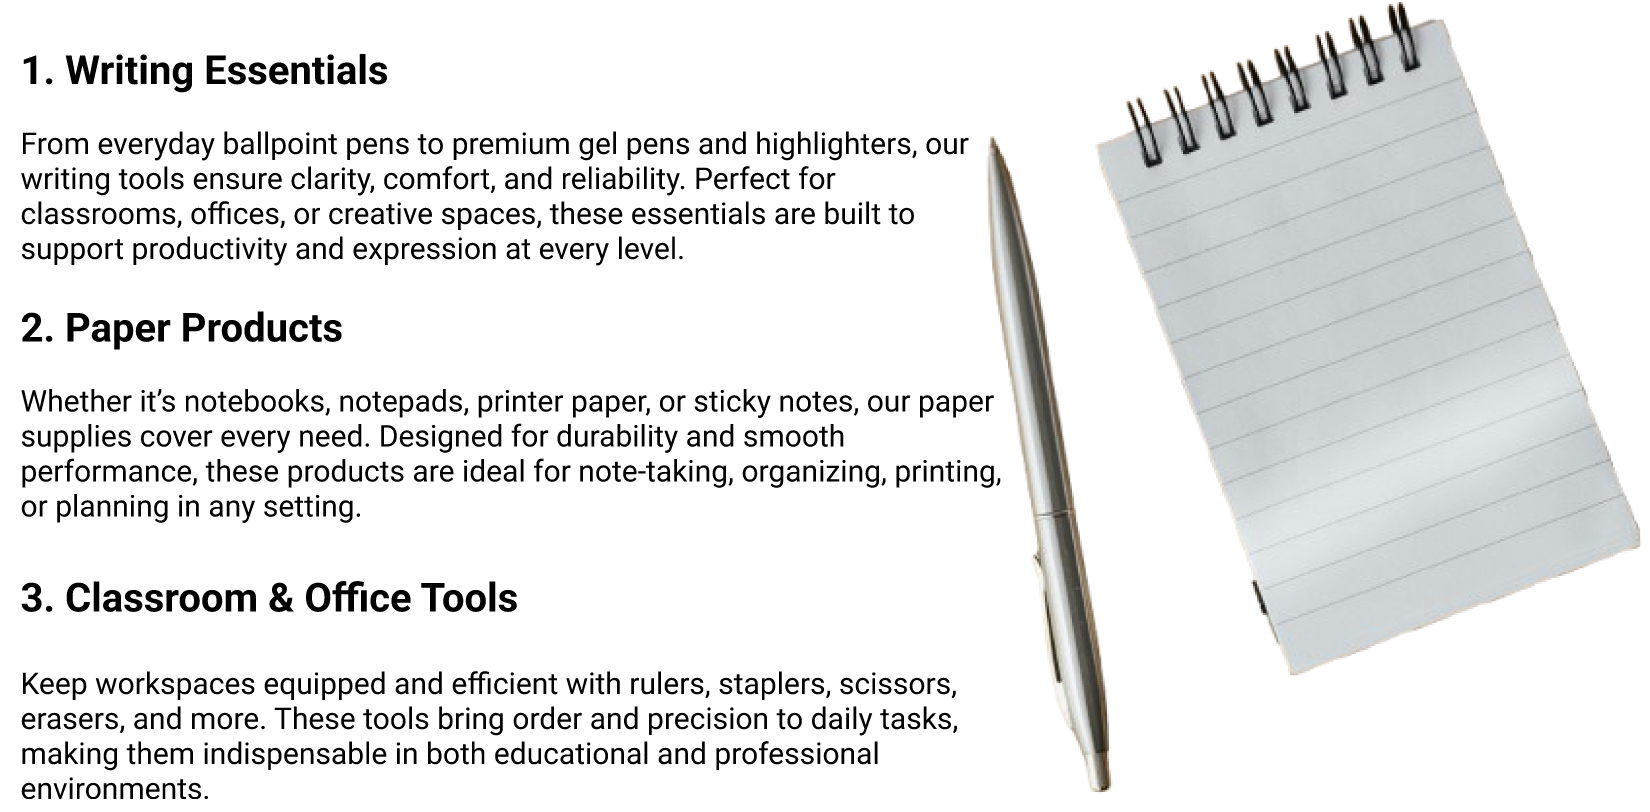 1. Writing Essentials
From everyday ballpoint pens to premium gel pens and highlighters, our
writing tools ensure clarity, comfort, and reliability. Perfect for
classrooms, offices, or creative spaces, these essentials are built to
support productivity and expression at every level.
2. Paper Products
Whether it’s notebooks, notepads, printer paper, or sticky notes, our paper
supplies cover every need. Designed for durability and smooth
performance, these products are ideal for note-taking, organizing, printing,
or planning in any setting.
3. Classroom & Office Tools
Keep workspaces equipped and efficient with rulers, staplers, scissors,
erasers, and more. These tools bring order and precision to daily tasks,
making them indispensable in both educational and professional
environments.